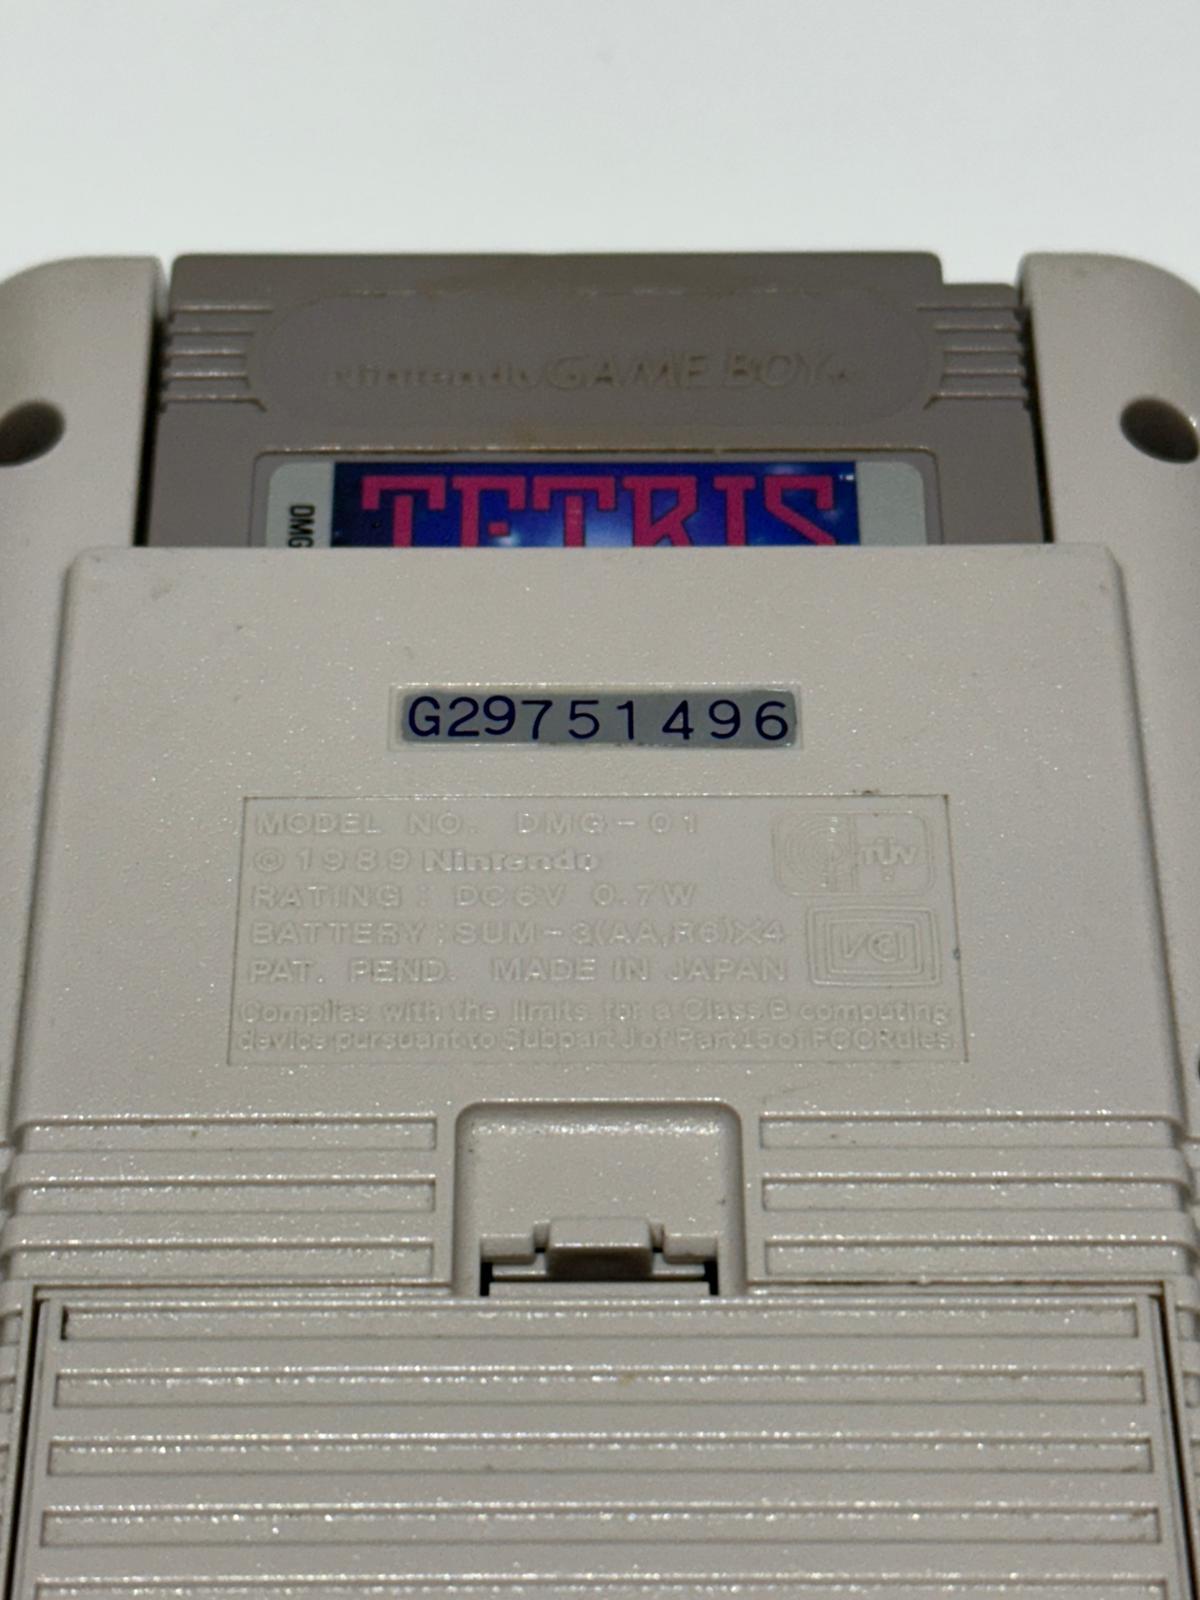 Nintendo GAME BOY
TETRIS
DMG
G29751496
MODEL NO. DMG-01
© 1989 Nintendo
RATING : DC6V 0.7W
BATTERY : SUM-3(AA,R6)X4
PAT. PEND. MADE IN JAPAN
TÜV
VCI
Complies with the limits for a Class B computing
device pursuant to Subpart J of Part 15 of FCC Rules.